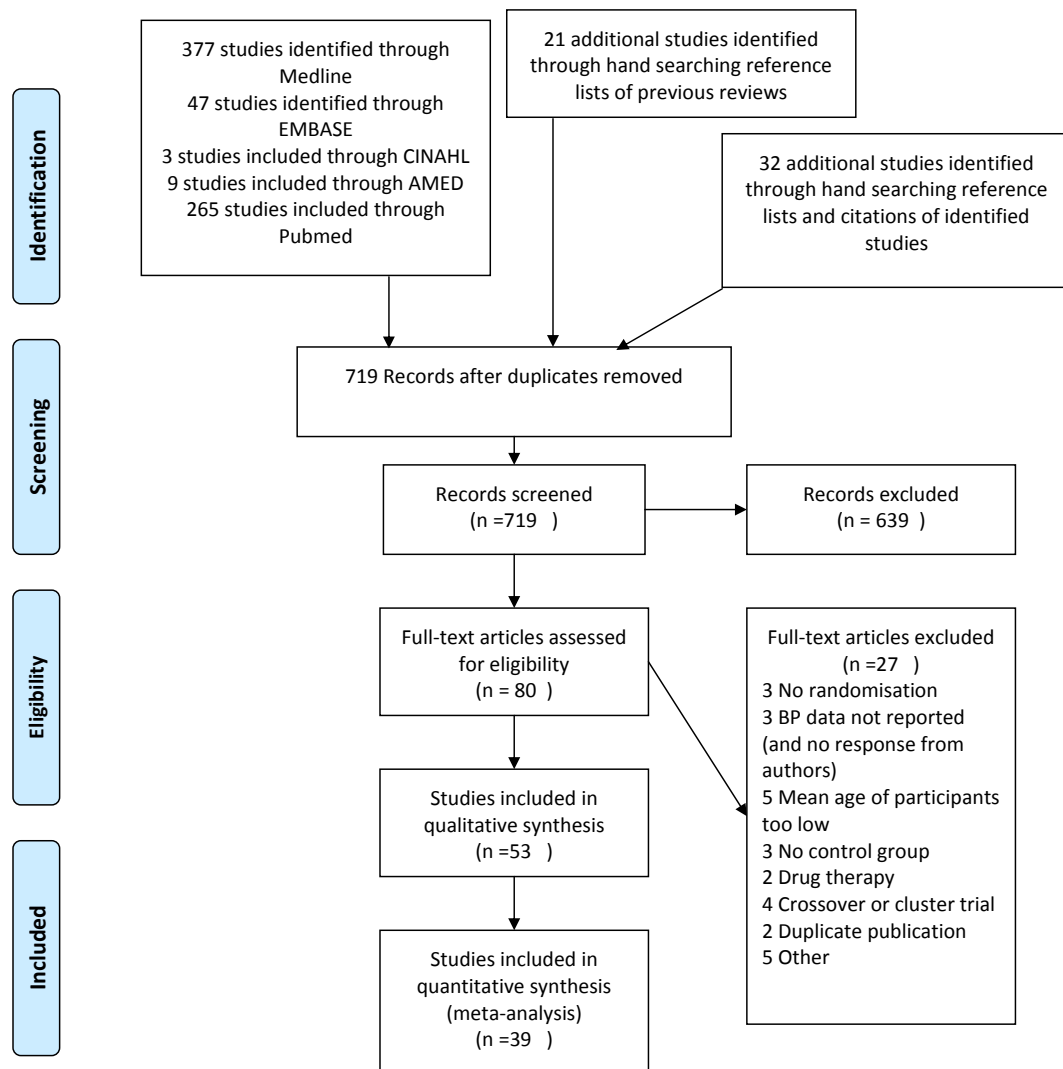 377 studies identified through
Medline
47 studies identified through
EMBASE
3 studies included through CINAHL
9 studies included through AMED
265 studies included through
Pubmed
21 additional studies identified
through hand searching reference
lists of previous reviews
32 additional studies identified
through hand searching reference
lists and citations of identified
studies
Identification
719 Records after duplicates removed
Screening
Records screened
(n =719 )
Records excluded
(n = 639 )
Eligibility
Full-text articles assessed
for eligibility
(n = 80 )
Full-text articles excluded
(n =27 )
3 No randomisation
3 BP data not reported
(and no response from
authors)
5 Mean age of participants
too low
3 No control group
2 Drug therapy
4 Crossover or cluster trial
2 Duplicate publication
5 Other
Studies included in
qualitative synthesis
(n =53 )
Included
Studies included in
quantitative synthesis
(meta-analysis)
(n =39 )